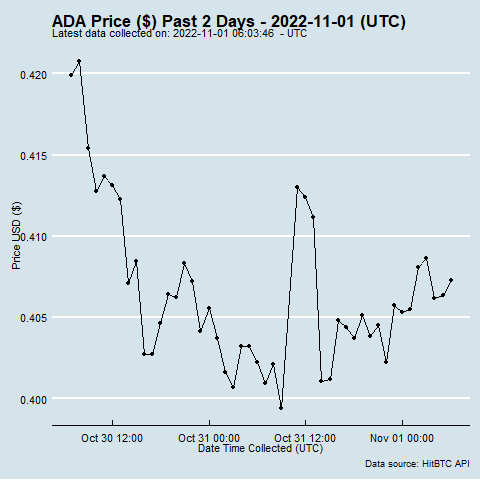 ADA Price ($) Past 2 Days - 2022-11-01 (UTC)
Latest data collected on: 2022-11-01 06:03:46  - UTC
0.420
0.415
0.410
0.405
0.400
Price USD ($)
Oct 30 12:00 Oct 31 00:00 Oct 31 12:00 Nov 01 00:00
Date Time Collected (UTC)
Data source: HitBTC API